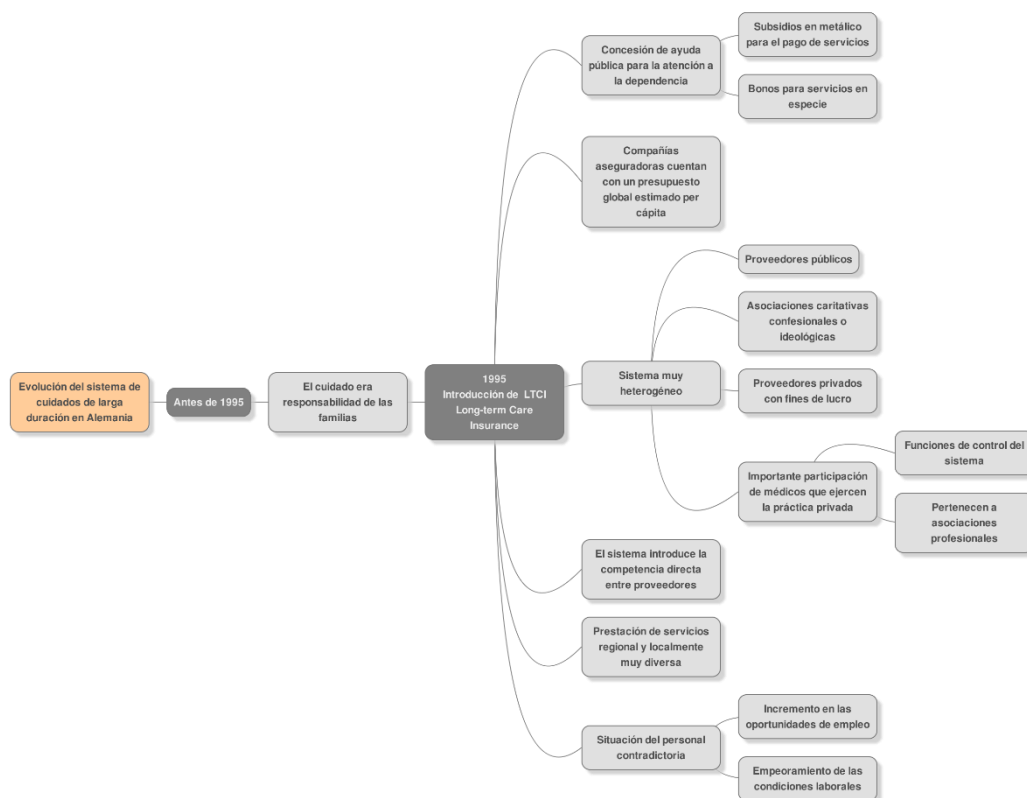 Evolución del sistema de
cuidados de larga
duración en Alemania
Antes de 1995
El cuidado era
responsabilidad de las
familias
1995
Introducción de LTCI
Long-term Care
Insurance
Concesión de ayuda
pública para la atención a
la dependencia
Subsidios en metálico
para el pago de servicios
Bonos para servicios en
especie
Compañías
aseguradoras cuentan
con un presupuesto
global estimado per
cápita
Sistema muy
heterogéneo
Proveedores públicos
Asociaciones caritativas
confesionales o
ideológicas
Proveedores privados
con fines de lucro
Importante participación
de médicos que ejercen
la práctica privada
Funciones de control del
sistema
Pertenecen a
asociaciones
profesionales
El sistema introduce la
competencia directa
entre proveedores
Prestación de servicios
regional y localmente
muy diversa
Situación del personal
contradictoria
Incremento en las
oportunidades de empleo
Empeoramiento de las
condiciones laborales